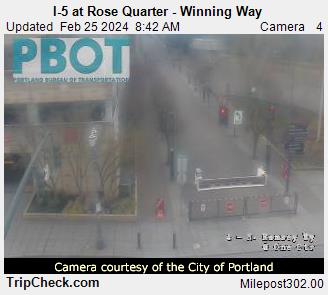 I-5 at Rose Quarter - Winning Way
Updated Feb 25 2024 8:42 AM Camera 4
PBOT
PORTLAND BUREAU OF TRANSPORTATION
Camera courtesy of the City of Portland
TripCheck.com Milepost302.00